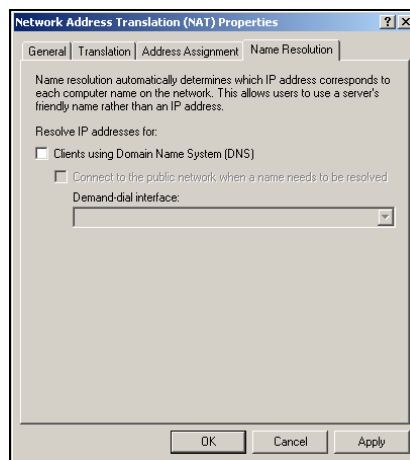 Network Address Translation (NAT) Properties
General Translation Address Assignment Name Resolution
Name resolution automatically determines which IP address corresponds to
each computer name on the network. This allows users to use a server's
friendly name rather than an IP address.
Resolve IP addresses for:
Clients using Domain Name System (DNS)
Connect to the public network when a name needs to be resolved
Demand-dial interface:
OK Cancel Apply